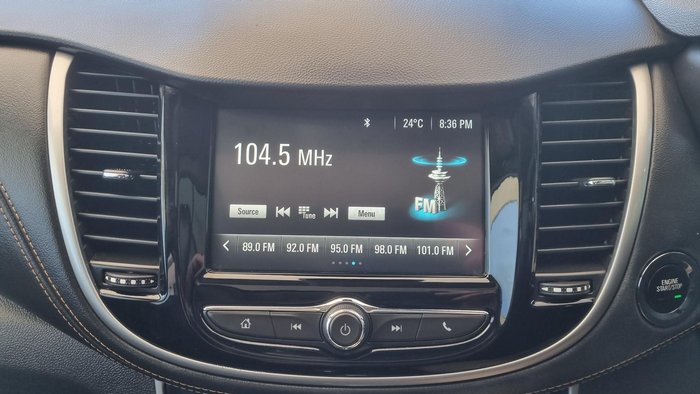 24°C 8:36 PM
104.5 MHz
FM
Source Tune Menu
89.0 FM 92.0 FM 95.0 FM 98.0 FM 101.0 FM
ENGINE
START/STOP